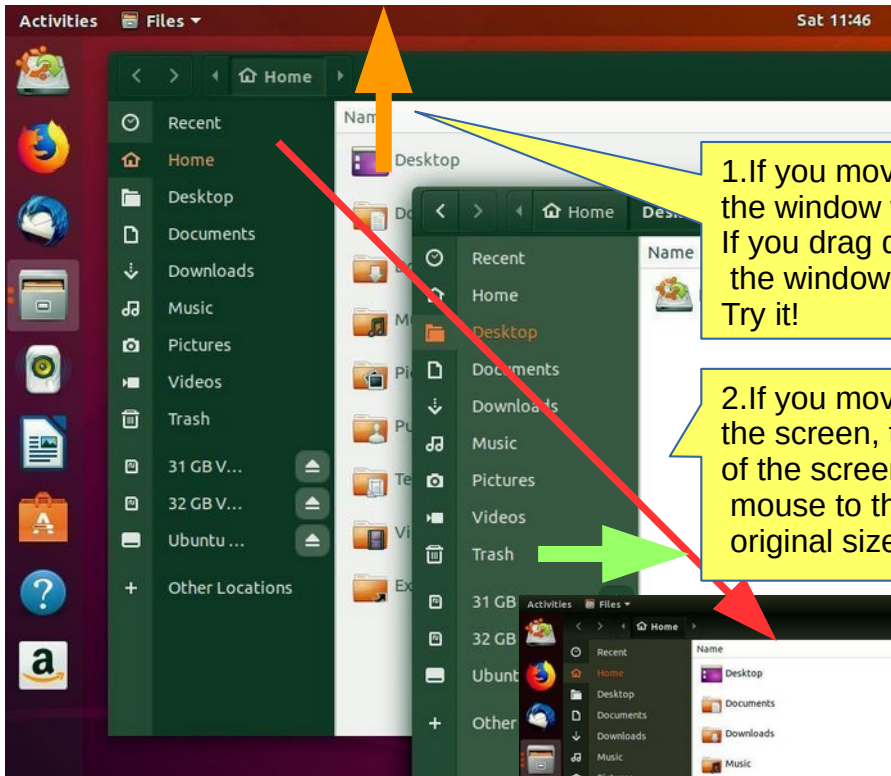 Activities Files Sat 11:46
Home
Recent
Home
Desktop
Documents
Downloads
Music
Pictures
Videos
Trash
31 GB V...
32 GB V...
Ubuntu ...
Other Locations
Desktop
Home
Recent
Home
Desktop
Documents
Downloads
Music
Pictures
Videos
Trash
31 GB
32 GB
Other
Name
1.If you mov
the window
If you drag
the window
Try it!
2.If you mov
the screen,
of the scree
mouse to th
original size
Activities Files
Home
Recent
Home
Desktop
Documents
Downloads
Music
Name
Desktop
Documents
Downloads
Music